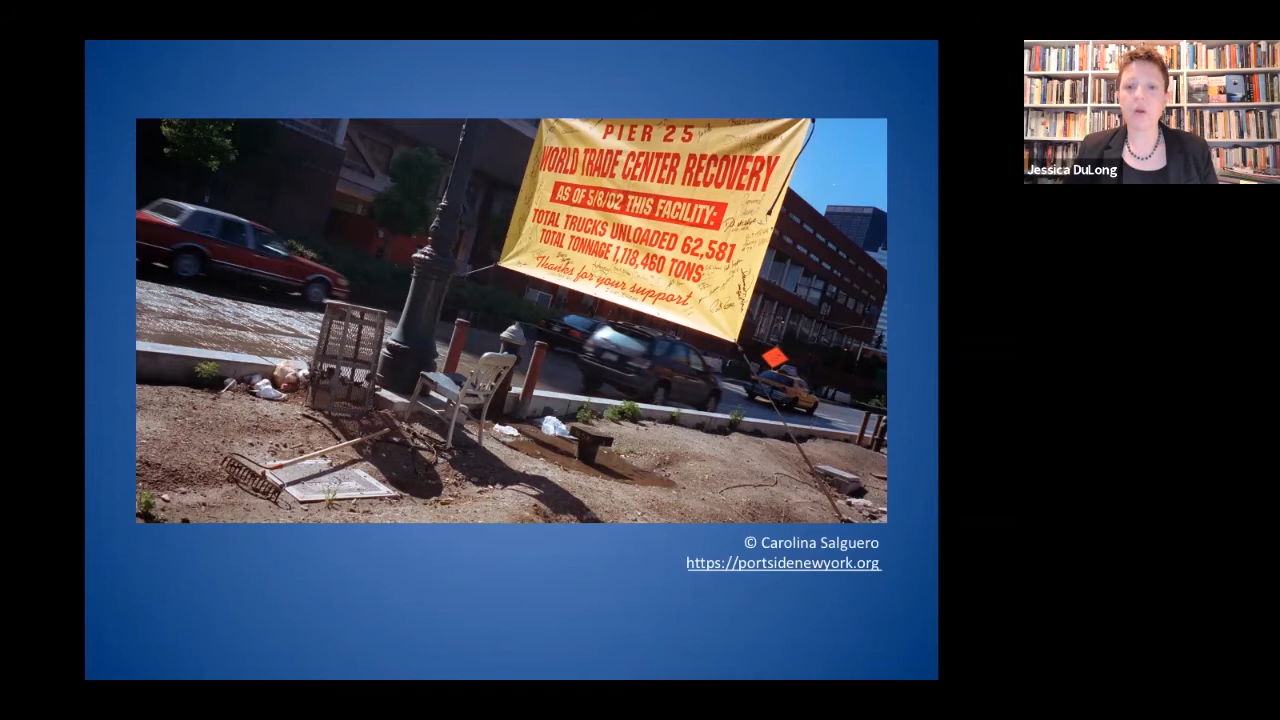 PIER 25
WORLD TRADE CENTER RECOVERY
AS OF 5/8/02 THIS FACILITY:
TOTAL TRUCKS UNLOADED 62,581
TOTAL TONNAGE 1,118,460 TONS
Thanks for your support
© Carolina Salguero
https://portsidenewyork.org
Jessica DuLong